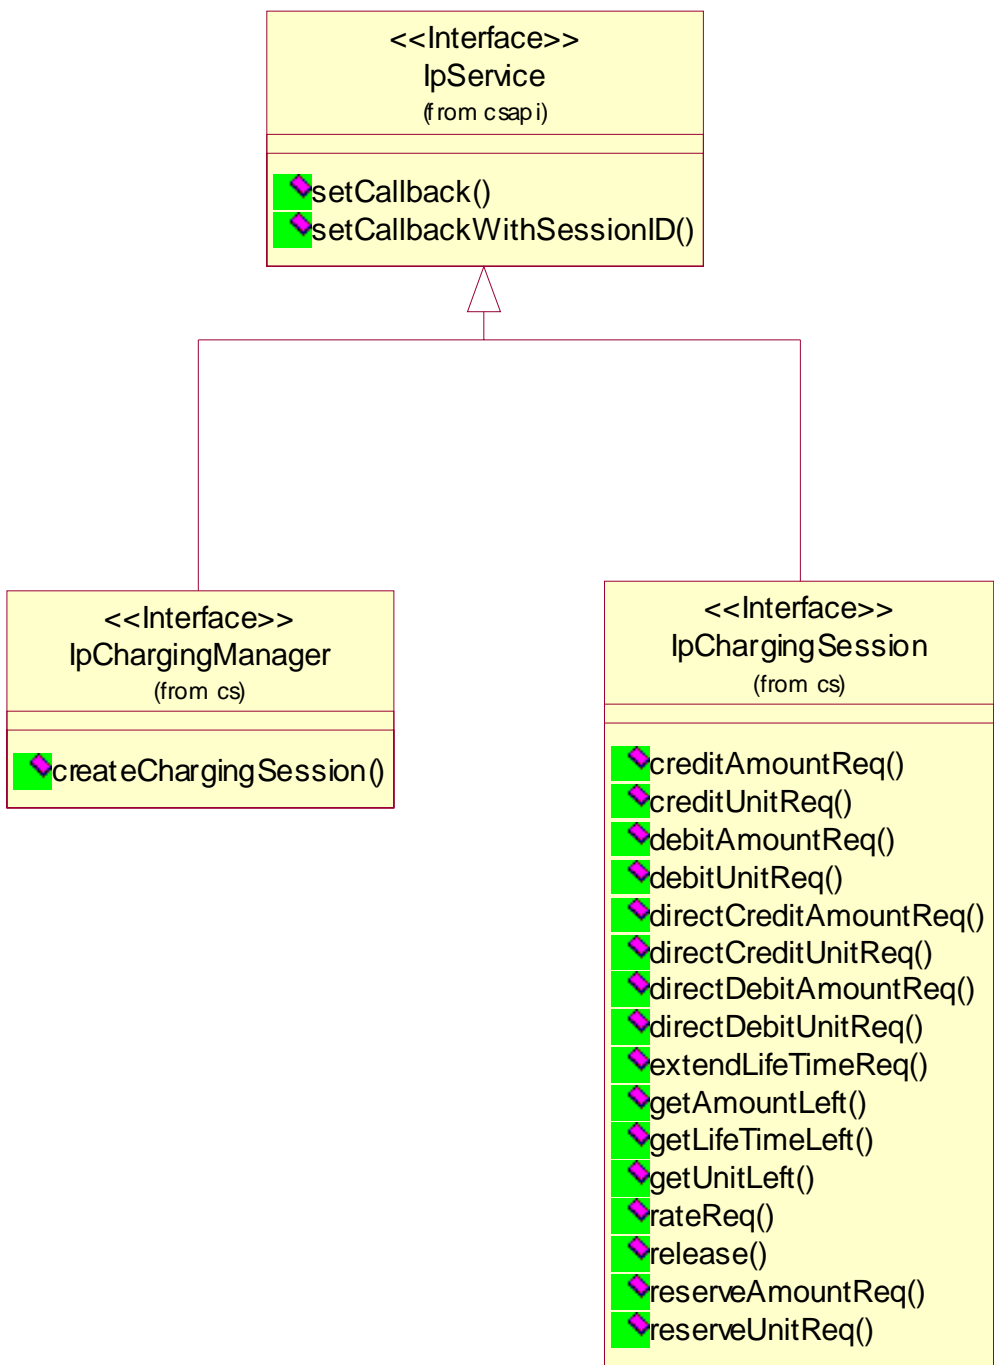 <<Interface>>
IpService
(from csapi)
setCallback()
setCallbackWithSessionID()
<<Interface>>
IpChargingManager
(from cs)
createChargingSession()
<<Interface>>
IpChargingSession
(from cs)
creditAmountReq()
creditUnitReq()
debitAmountReq()
debitUnitReq()
directCreditAmountReq()
directCreditUnitReq()
directDebitAmountReq()
directDebitUnitReq()
extendLifeTimeReq()
getAmountLeft()
getLifeTimeLeft()
getUnitLeft()
rateReq()
release()
reserveAmountReq()
reserveUnitReq()